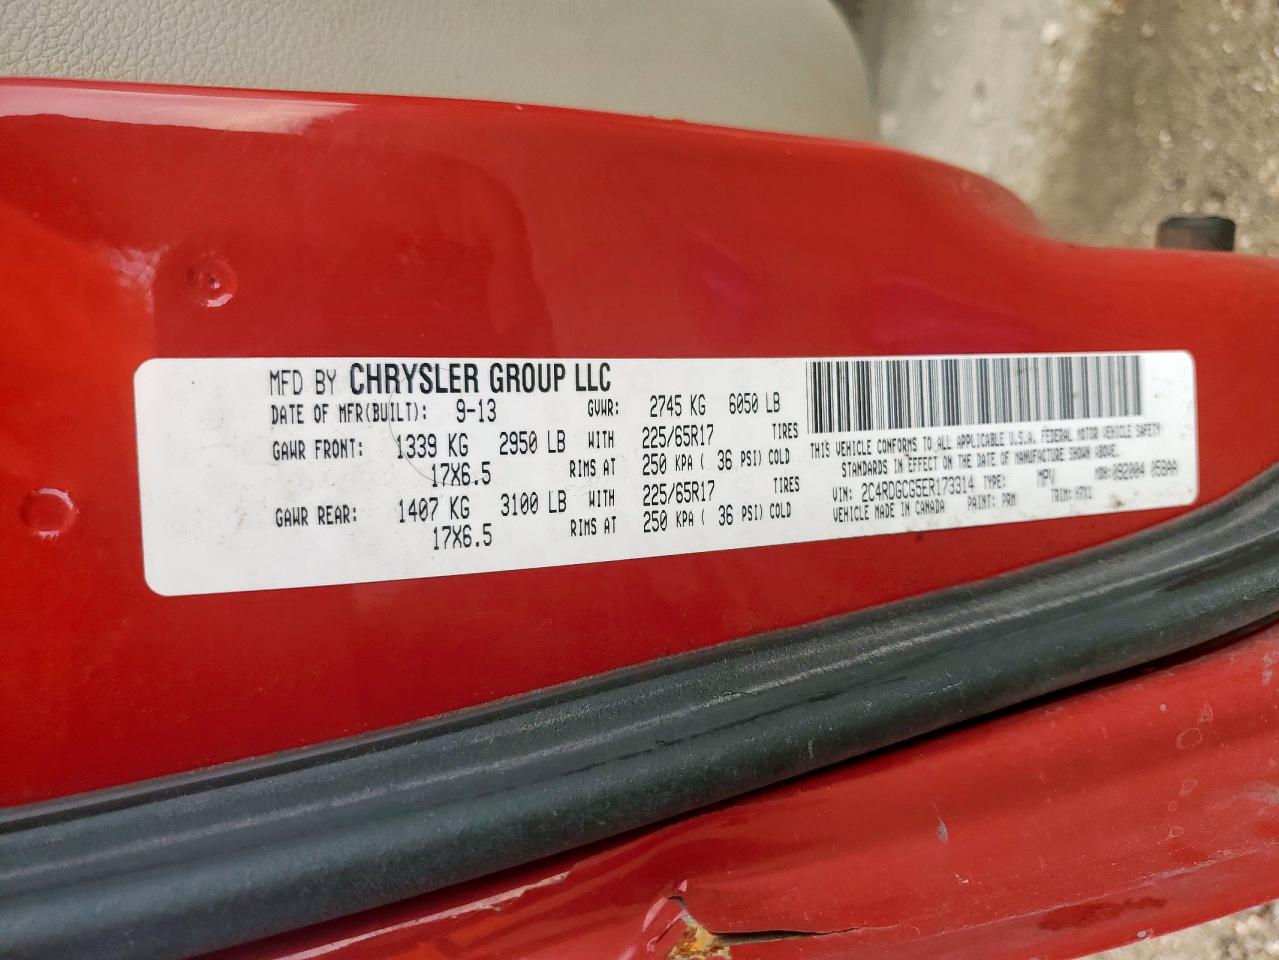 MFD BY CHRYSLER GROUP LLC
DATE OF MFR(BUILT): 9-13 GVWR: 2745 KG 6050 LB
GAWR FRONT: 1339 KG 2950 LB WITH 225/65R17 TIRES
17X6.5 RIMS AT 250 KPA ( 36 PSI) COLD
GAWR REAR: 1407 KG 3100 LB WITH 225/65R17 TIRES
17X6.5 RIMS AT 250 KPA ( 36 PSI) COLD
THIS VEHICLE CONFORMS TO ALL APPLICABLE U.S.A. FEDERAL MOTOR VEHICLE SAFETY
STANDARDS IN EFFECT ON THE DATE OF MANUFACTURE SHOWN ABOVE.
VIN: 2C4RDGCG5ER173314 TYPE: MPV MDH: 092004 058AA
VEHICLE MADE IN CANADA PAINT: PRM TRIM: